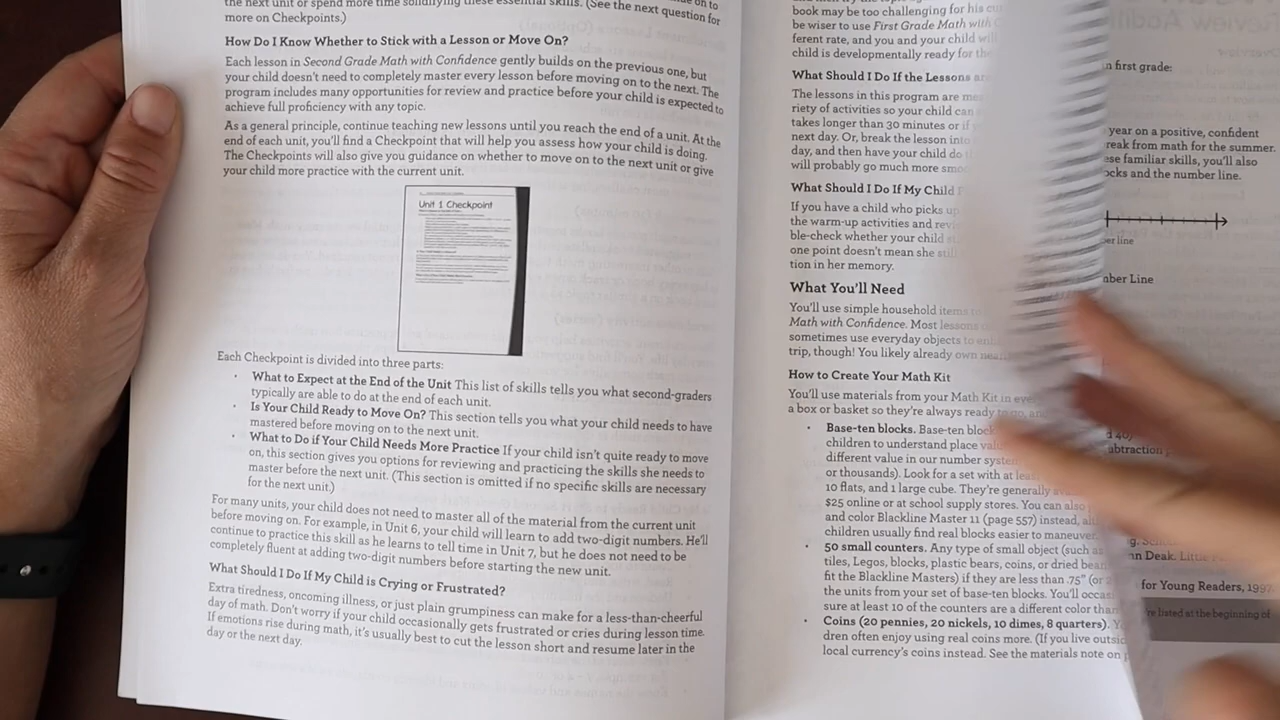 the next unit or spend more time solidifying these essential skills. (See the next question for
more on Checkpoints.)
How Do I Know Whether to Stick with a Lesson or Move On?
Each lesson in Second Grade Math with Confidence gently builds on the previous one, but
your child doesn't need to completely master every lesson before moving on to the next. The
program includes many opportunities for review and practice before your child is expected to
achieve full proficiency with any topic.
As a general principle, continue teaching new lessons until you reach the end of a unit. At the
end of each unit, you'll find a Checkpoint that will help you assess how your child is doing.
The Checkpoints will also give you guidance on whether to move on to the next unit or give
your child more practice with the current unit.
Unit 1 Checkpoint
Each Checkpoint is divided into three parts:
· What to Expect at the End of the Unit This list of skills tells you what second-graders
typically are able to do at the end of each unit.
· Is Your Child Ready to Move On? This section tells you what your child needs to have
mastered before moving on to the next unit.
· What to Do if Your Child Needs More Practice If your child isn't quite ready to move
on, this section gives you options for reviewing and practicing the skills she needs to
master before the next unit. (This section is omitted if no specific skills are necessary
for the next unit.)
For many units, your child does not need to master all of the material from the current unit
before moving on. For example, in Unit 6, your child will learn to add two-digit numbers. He'll
continue to practice this skill as he learns to tell time in Unit 7, but he does not need to be
completely fluent at adding two-digit numbers before starting the new unit.
What Should I Do If My Child is Crying or Frustrated?
Extra tiredness, oncoming illness, or just plain grumpiness can make for a less-than-cheerful
day of math. Don't worry if your child occasionally gets frustrated or cries during lesson time.
If emotions rise during math, it's usually best to cut the lesson short and resume later in the
day or the next day.
book may be too challenging for his
be wiser to use First Grade Math with
ferent rate, and you and your child will
child is developmentally ready for the
What Should I Do If the Lessons
The lessons in this program are
riety of activities so your child can
takes longer than 30 minutes or if
next day. Or, break the lesson into
day, and then have your child do
will probably go much more
What Should I Do If My Child
If you have a child who picks up
the warm-up activities and
ble-check whether your child
one point doesn't mean she still
tion in her memory.
What You'll Need
You'll use simple household items
Math with Confidence. Most lessons
sometimes use everyday objects to
trip, though! You likely already own
How to Create Your Math Kit
You'll use materials from your Math Kit in
a box or basket so they're always ready to go, and
· Base-ten blocks. Base-ten
children to understand place
different value in our number system
or thousands). Look for a set with at
10 flats, and 1 large cube. They're generally
$25 online or at school supply stores. You can also
and color Blackline Master 11 (page 557) instead,
children usually find real blocks easier to maneuver.
· 50 small counters. Any type of small object (such as
tiles, Legos, blocks, plastic bears, coins, or dried
fit the Blackline Masters) if they are less than .75" (or
the units from your set of base-ten blocks. You'll
sure at least 10 of the counters are a different color than
· Coins (20 pennies, 20 nickels, 10 dimes, 8 quarters).
dren often enjoy using real coins more. (If you live
local currency's coins instead. See the materials note on
in first grade:
year on a positive, confident
math for the summer.
familiar skills, you'll also
and the number line.
line
Line
Deak. Little
for Young Readers, 1997
listed at the beginning of